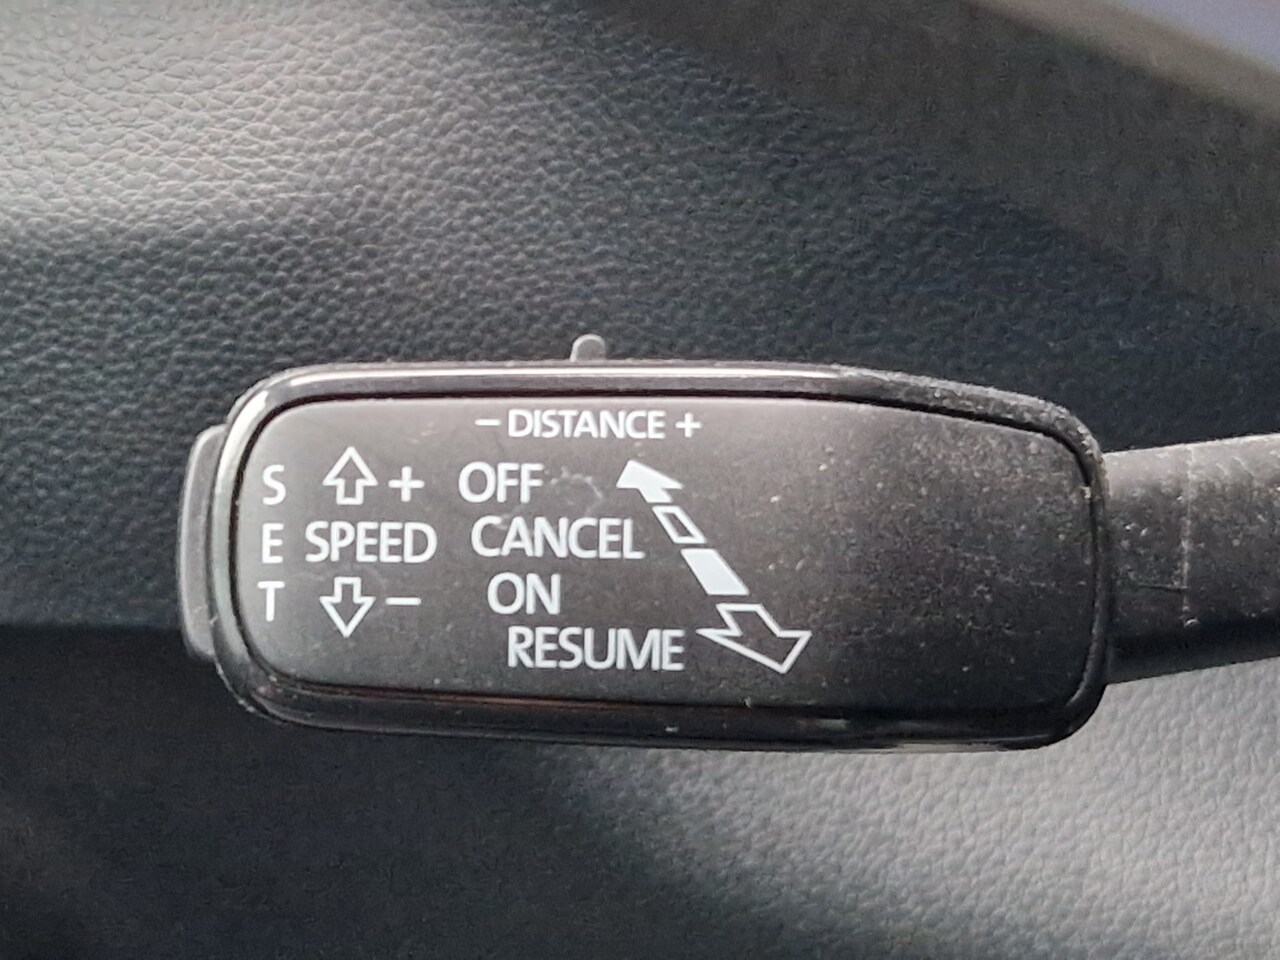 − DISTANCE +
S + OFF
E SPEED CANCEL
T − ON
RESUME